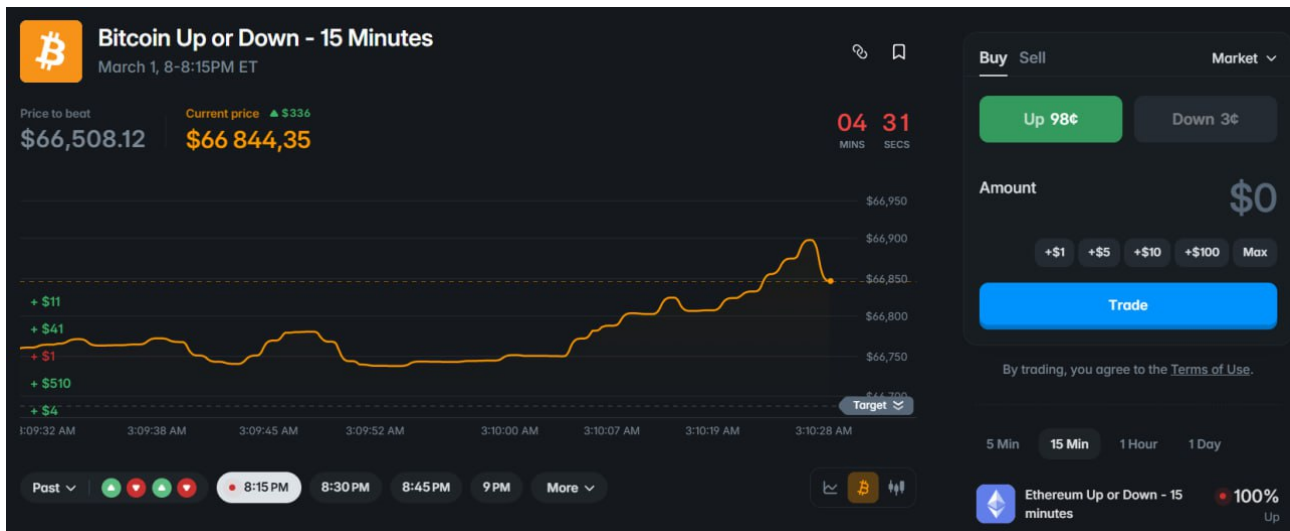 Bitcoin Up or Down - 15 Minutes
March 1, 8-8:15PM ET
Price to beat
$66,508.12
Current price ▲ $336
$66 844,35
04 31
MINS SECS
$66,950
$66,900
$66,850
$66,800
$66,750
$66,700
+ $11
+ $41
+ $1
+ $510
+ $4
Target
3:09:32 AM 3:09:38 AM 3:09:45 AM 3:09:52 AM 3:10:00 AM 3:10:07 AM 3:10:19 AM 3:10:28 AM
Past 8:15 PM 8:30 PM 8:45 PM 9 PM More
Buy Sell Market
Up 98¢ Down 3¢
Amount $0
+$1 +$5 +$10 +$100 Max
Trade
By trading, you agree to the Terms of Use.
5 Min 15 Min 1 Hour 1 Day
Ethereum Up or Down - 15
minutes
100%
Up